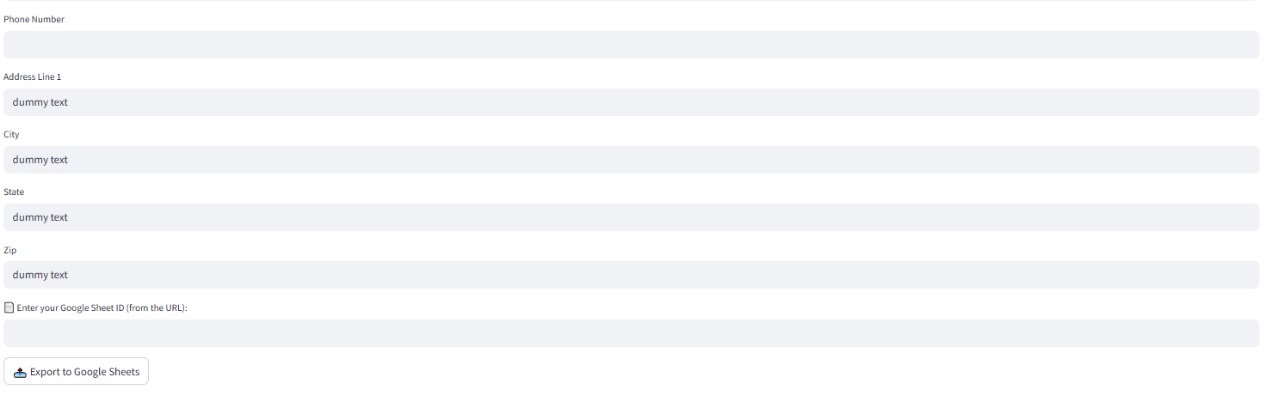 Phone Number
Address Line 1
dummy text
City
dummy text
State
dummy text
Zip
dummy text
Enter your Google Sheet ID (from the URL):
Export to Google Sheets